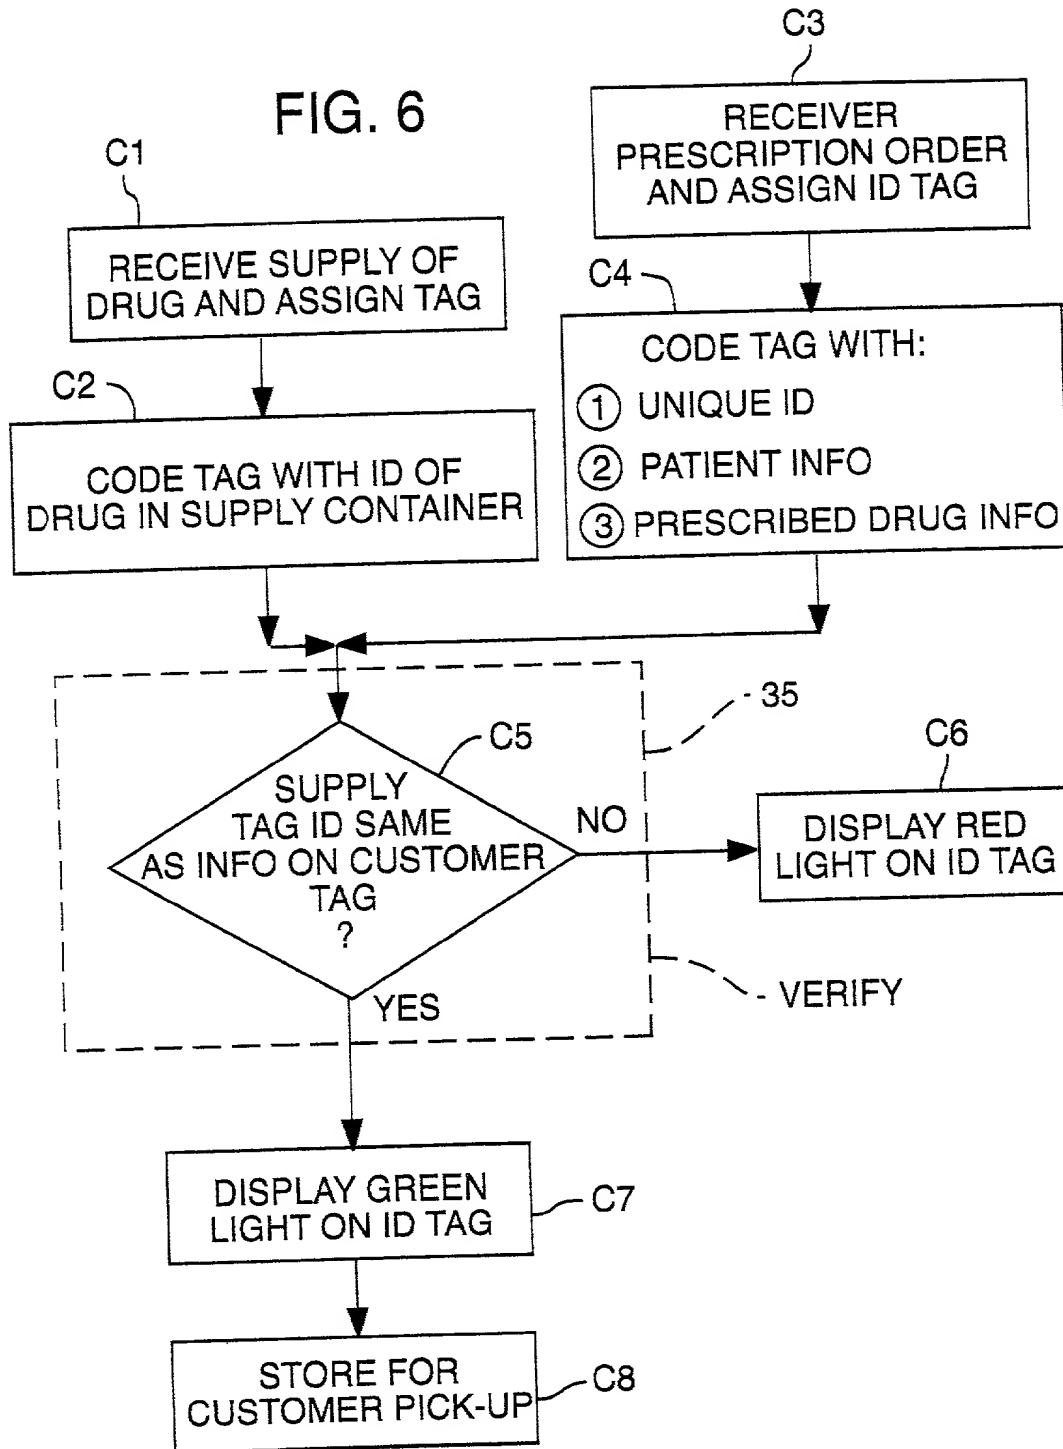 FIG. 6
C1
RECEIVE SUPPLY OF
DRUG AND ASSIGN TAG
C2
CODE TAG WITH ID OF
DRUG IN SUPPLY CONTAINER
C3
RECEIVER
PRESCRIPTION ORDER
AND ASSIGN ID TAG
C4
CODE TAG WITH:
1 UNIQUE ID
2 PATIENT INFO
3 PRESCRIBED DRUG INFO
35
C5
SUPPLY
TAG ID SAME
AS INFO ON CUSTOMER
TAG
?
NO
C6
DISPLAY RED
LIGHT ON ID TAG
VERIFY
YES
DISPLAY GREEN
LIGHT ON ID TAG
C7
STORE FOR
CUSTOMER PICK-UP
C8